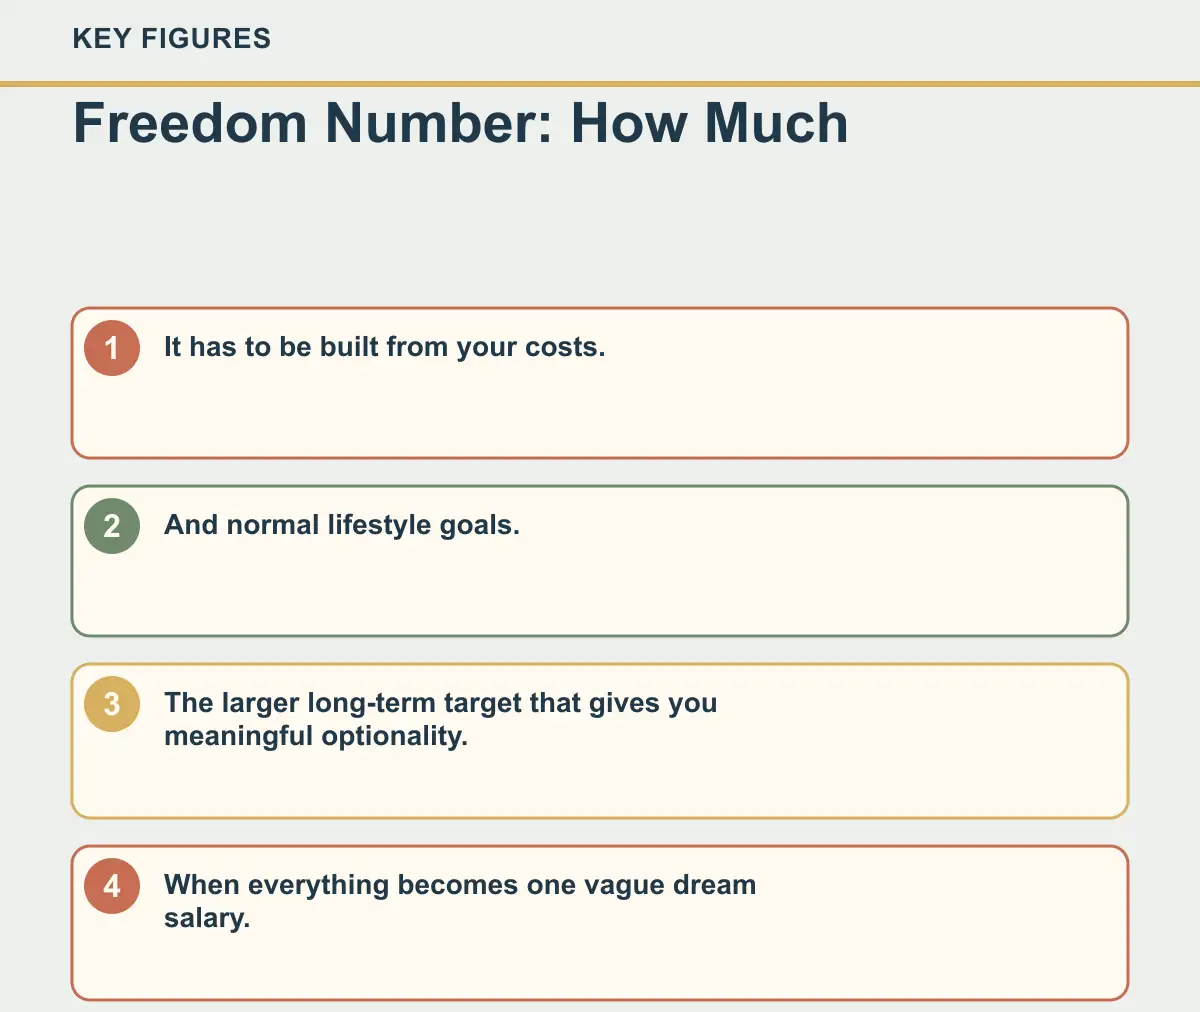 KEY FIGURES
Freedom Number: How Much
1
It has to be built from your costs.
2
And normal lifestyle goals.
3
The larger long-term target that gives you
meaningful optionality.
4
When everything becomes one vague dream
salary.